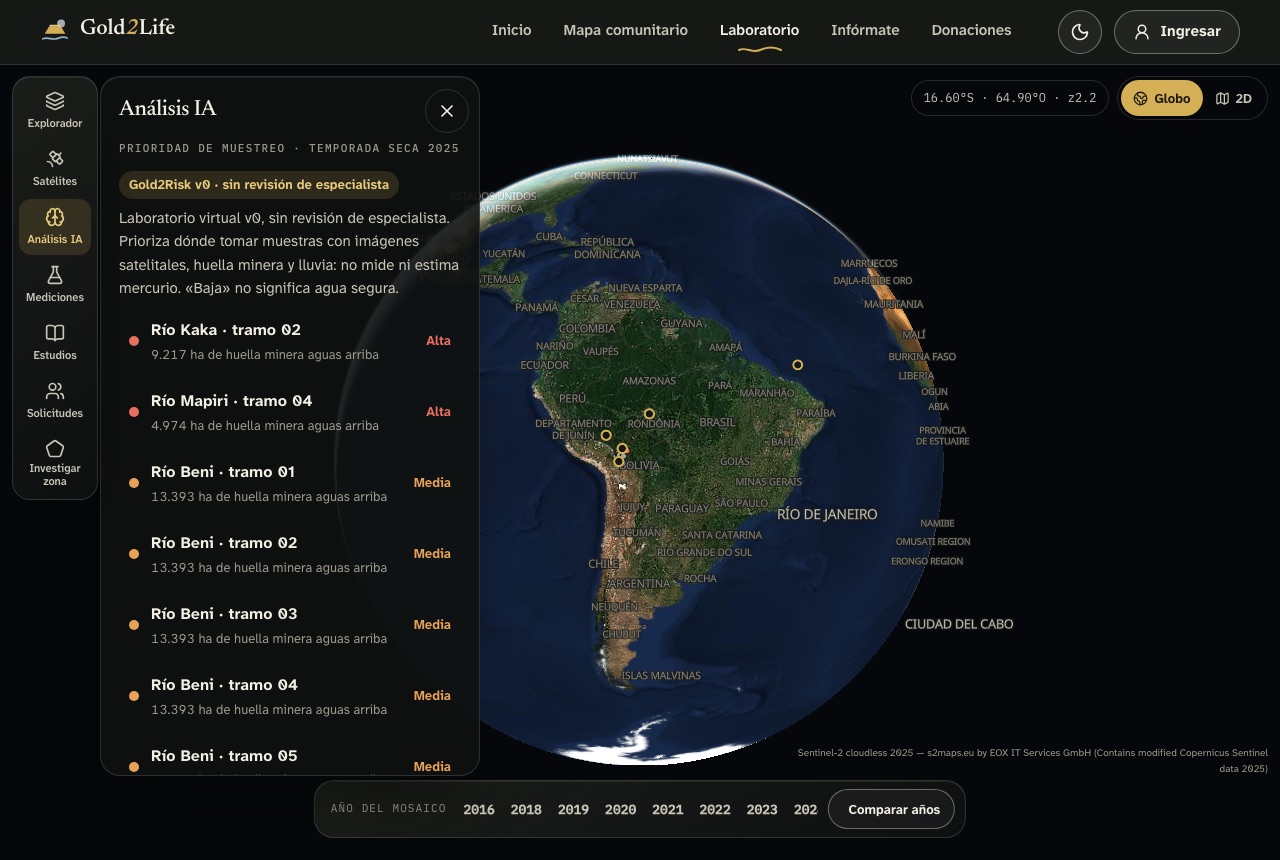 Gold2Life
Inicio
Mapa comunitario
Laboratorio
Infórmate
Donaciones
Ingresar
Explorador
Satélites
Análisis IA
Mediciones
Estudios
Solicitudes
Investigar
zona
Análisis IA
PRIORIDAD DE MUESTREO · TEMPORADA SECA 2025
Gold2Risk v0 · sin revisión de especialista
Laboratorio virtual v0, sin revisión de especialista.
Prioriza dónde tomar muestras con imágenes
satelitales, huella minera y lluvia: no mide ni estima
mercurio. «Baja» no significa agua segura.
Río Kaka · tramo 02
Alta
9.217 ha de huella minera aguas arriba
Río Mapiri · tramo 04
Alta
4.974 ha de huella minera aguas arriba
Río Beni · tramo 01
Media
13.393 ha de huella minera aguas arriba
Río Beni · tramo 02
Media
13.393 ha de huella minera aguas arriba
Río Beni · tramo 03
Media
13.393 ha de huella minera aguas arriba
Río Beni · tramo 04
Media
13.393 ha de huella minera aguas arriba
Río Beni · tramo 05
Media
16.60°S · 64.90°O · z2.2
Globo
2D
NUNATSIAVUT
CONNECTICUT
ESTADOS UNIDOS
DE AMÉRICA
CUBA
REPÚBLICA
DOMINICANA
YUCATÁN
GUATEMALA
MARRUECOS
DAJLA-RÍO DE ORO
MAURITANIA
CESAR
NUEVA ESPARTA
VENEZUELA
PANAMÁ
COLOMBIA
GUYANA
MALÍ
NARIÑO
VAUPÉS
AMAPÁ
BURKINA FASO
ECUADOR
LIBERIA
AMAZONAS
PARÁ
MARANHÃO
OGUN
PERÚ
ABIA
PARAÍBA
DEPARTAMENTO
DE JUNÍN
RONDÔNIA
BRASIL
PROVINCIA
DE ESTUAIRE
BAHÍA
BOLIVIA
GOIÁS
MINAS GERAIS
JUJUY
PARAGUAY
SÃO PAULO
RÍO DE JANEIRO
NAMIBE
TUCUMÁN
SANTA CATARINA
OMUSATI REGION
RIO GRANDE DO SUL
CHILE
ERONGO REGION
ARGENTINA
ROCHA
NEUQUÉN
CIUDAD DEL CABO
CHUBUT
ISLAS MALVINAS
Sentinel-2 cloudless 2025 — s2maps.eu by EOX IT Services GmbH (Contains modified Copernicus Sentinel
data 2025)
AÑO DEL MOSAICO
2016
2018
2019
2020
2021
2022
2023
202
Comparar años